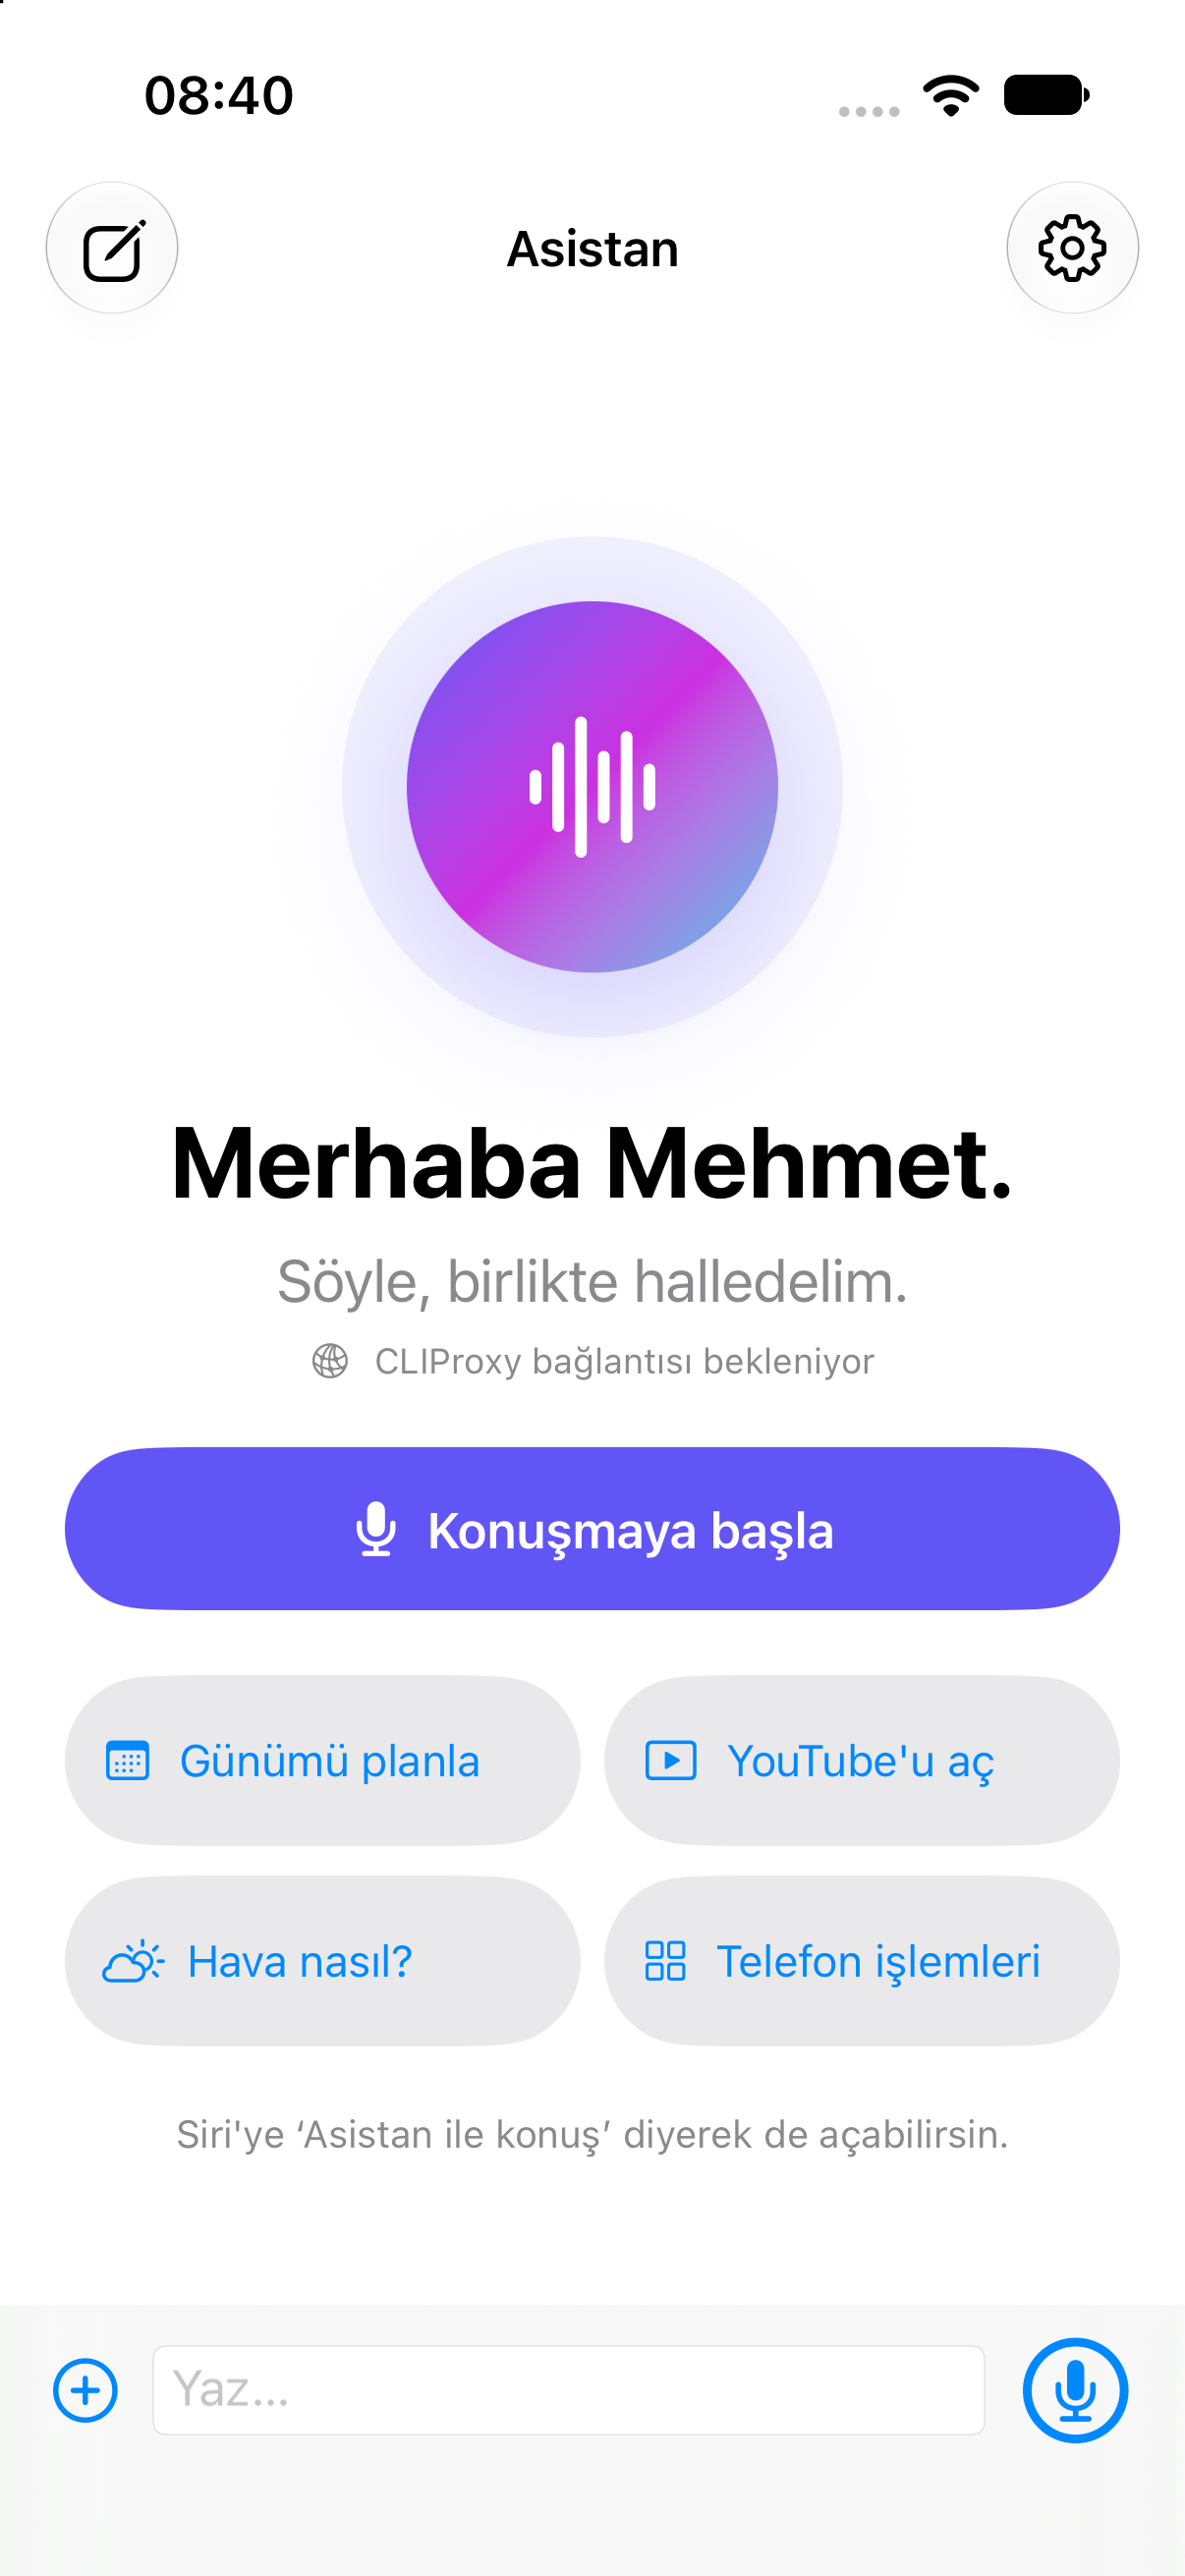 08:40
Asistan
Merhaba Mehmet.
Söyle, birlikte halledelim.
CLIProxy bağlantısı bekleniyor
Konuşmaya başla
Günümü planla
YouTube'u aç
Hava nasıl?
Telefon işlemleri
Siri'ye ‘Asistan ile konuş’ diyerek de açabilirsin.
Yaz...